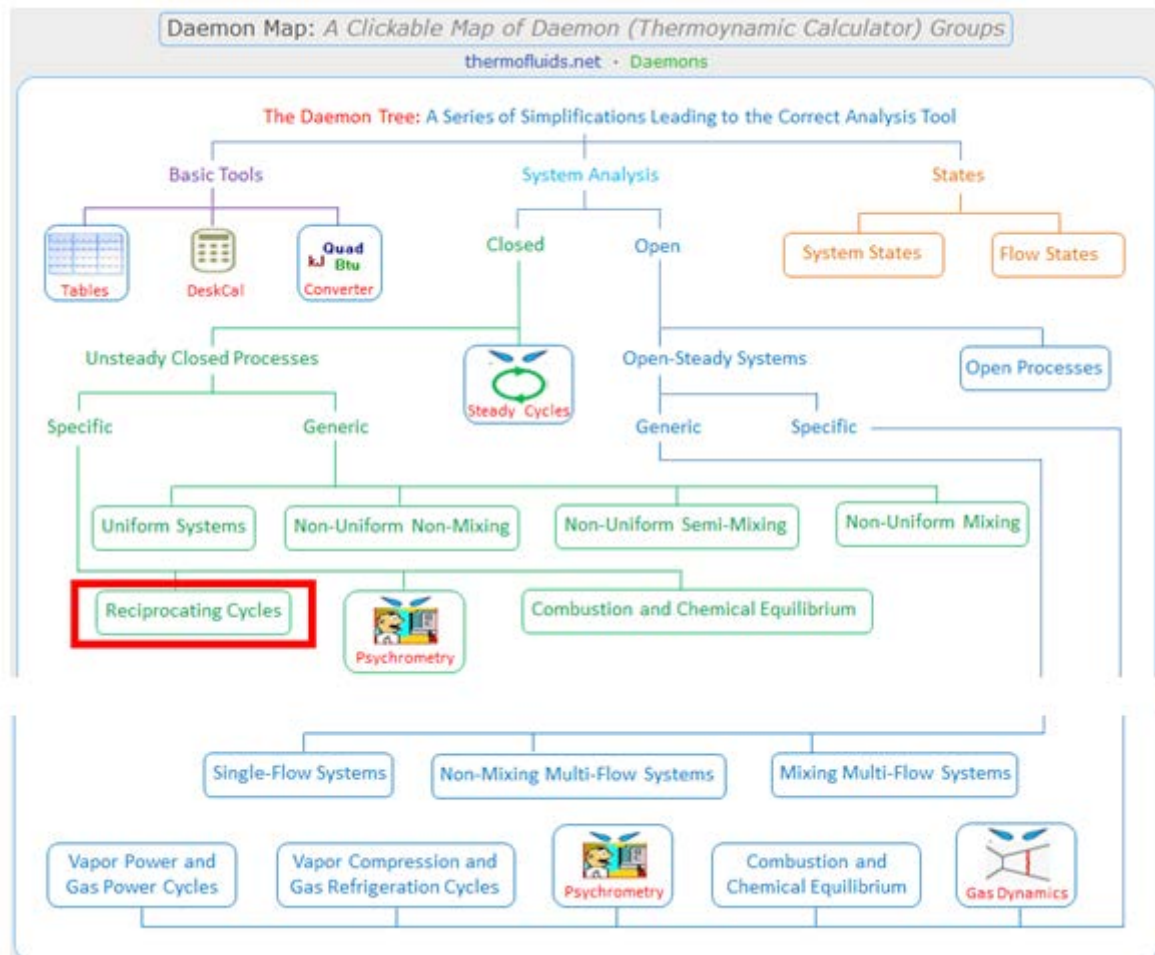 Daemon Map: A Clickable Map of Daemon (Thermoynamic Calculator) Groups
thermofluids.net · Daemons
The Daemon Tree: A Series of Simplifications Leading to the Correct Analysis Tool
Basic Tools
System Analysis
States
Tables
DeskCal
Quad
kJ Btu
Converter
Closed
Open
System States
Flow States
Unsteady Closed Processes
Steady Cycles
Open-Steady Systems
Open Processes
Specific
Generic
Generic
Specific
Uniform Systems
Non-Uniform Non-Mixing
Non-Uniform Semi-Mixing
Non-Uniform Mixing
Reciprocating Cycles
Psychrometry
Combustion and Chemical Equilibrium
Single-Flow Systems
Non-Mixing Multi-Flow Systems
Mixing Multi-Flow Systems
Vapor Power and
Gas Power Cycles
Vapor Compression and
Gas Refrigeration Cycles
Psychrometry
Combustion and
Chemical Equilibrium
Gas Dynamics